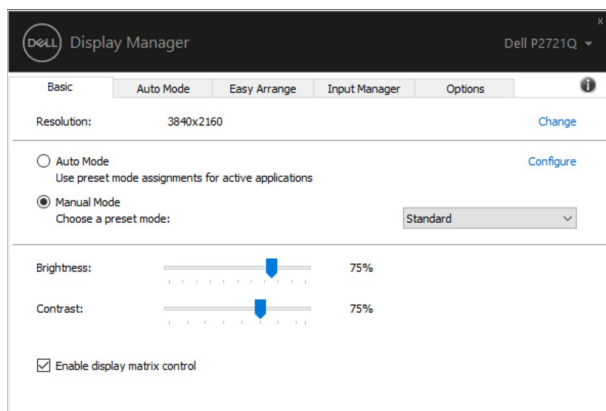 DELL Display Manager
Dell P2721Q
Basic Auto Mode Easy Arrange Input Manager Options
Resolution: 3840x2160 Change
Auto Mode Configure
Use preset mode assignments for active applications
Manual Mode
Choose a preset mode: Standard
Brightness: 75%
Contrast: 75%
Enable display matrix control